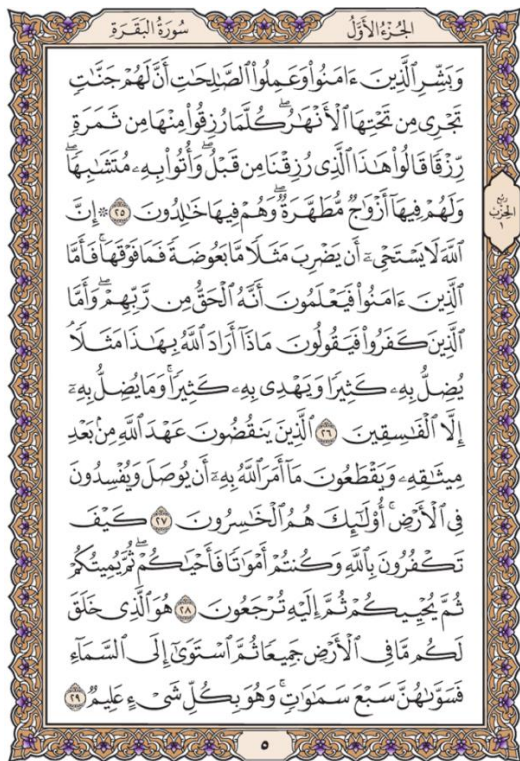 الجُزْءُ الأَوَّلُ
سُورَةُ البَقَرَةِ
وَبَشِّرِ ٱلَّذِينَ ءَامَنُوا۟ وَعَمِلُوا۟ ٱلصَّٰلِحَٰتِ أَنَّ لَهُمْ جَنَّٰتٍ
تَجْرِى مِن تَحْتِهَا ٱلْأَنْهَٰرُ ۖ كُلَّمَا رُزِقُوا۟ مِنْهَا مِن ثَمَرَةٍ
رِّزْقًا قَالُوا۟ هَٰذَا ٱلَّذِى رُزِقْنَا مِن قَبْلُ ۖ وَأُتُوا۟ بِهِۦ مُتَشَٰبِهًا ۖ
وَلَهُمْ فِيهَآ أَزْوَٰجٌ مُّطَهَّرَةٌ ۖ وَهُمْ فِيهَا خَٰلِدُونَ ٢٥ ۞ إِنَّ
ٱللَّهَ لَا يَسْتَحْىِۦٓ أَن يَضْرِبَ مَثَلًا مَّا بَعُوضَةً فَمَا فَوْقَهَا ۚ فَأَمَّا
ٱلَّذِينَ ءَامَنُوا۟ فَيَعْلَمُونَ أَنَّهُ ٱلْحَقُّ مِن رَّبِّهِمْ ۖ وَأَمَّا
ٱلَّذِينَ كَفَرُوا۟ فَيَقُولُونَ مَاذَآ أَرَادَ ٱللَّهُ بِهَٰذَا مَثَلًا ۘ
يُضِلُّ بِهِۦ كَثِيرًا وَيَهْدِى بِهِۦ كَثِيرًا ۚ وَمَا يُضِلُّ بِهِۦٓ
إِلَّا ٱلْفَٰسِقِينَ ٢٦ ٱلَّذِينَ يَنقُضُونَ عَهْدَ ٱللَّهِ مِنۢ بَعْدِ
مِيثَٰقِهِۦ وَيَقْطَعُونَ مَآ أَمَرَ ٱللَّهُ بِهِۦٓ أَن يُوصَلَ وَيُفْسِدُونَ
فِى ٱلْأَرْضِ ۚ أُو۟لَٰٓئِكَ هُمُ ٱلْخَٰسِرُونَ ٢٧ كَيْفَ
تَكْفُرُونَ بِٱللَّهِ وَكُنتُمْ أَمْوَٰتًا فَأَحْيَٰكُمْ ۖ ثُمَّ يُمِيتُكُمْ
ثُمَّ يُحْيِيكُمْ ثُمَّ إِلَيْهِ تُرْجَعُونَ ٢٨ هُوَ ٱلَّذِى خَلَقَ
لَكُم مَّا فِى ٱلْأَرْضِ جَمِيعًا ثُمَّ ٱسْتَوَىٰٓ إِلَى ٱلسَّمَآءِ
فَسَوَّىٰهُنَّ سَبْعَ سَمَٰوَٰتٍ ۚ وَهُوَ بِكُلِّ شَىْءٍ عَلِيمٌ ٢٩
ربع
الحزب
١
٥